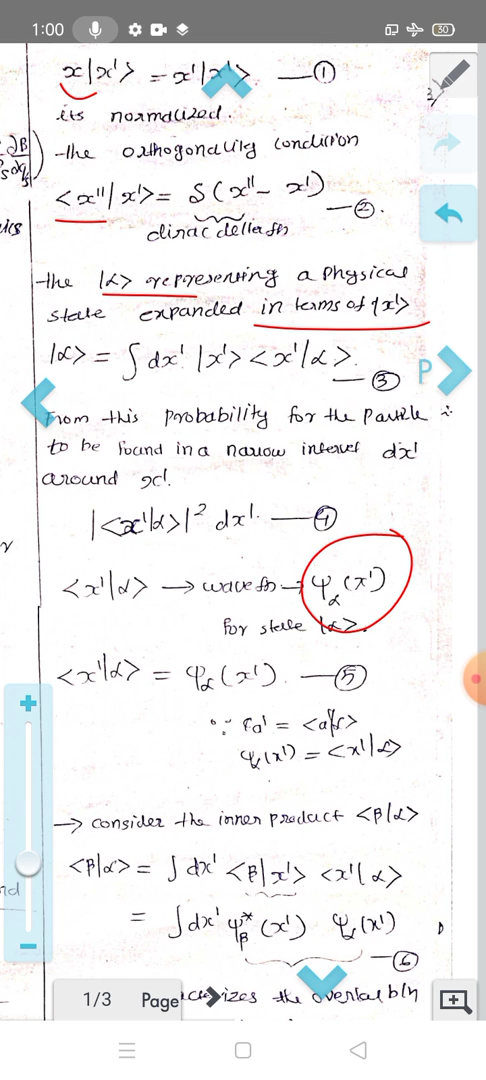 1:00
30
x|x'> = x'|x'> —①
its normalized.
-the orthogonality condition
<x''|x'> = δ(x''- x') —②.
dirac delta fn
-the |α> representing a physical
state expanded in terms of |x'>
|α> = ∫dx' |x'> <x'|α>. —③
P
From this probability for the particle
to be found in a narrow interval dx'
around x'.
|<x'|α>|² dx'. —④
<x'|α> → wave fn → ψα(x')
for state |α>.
<x'|α> = ψα(x'). —⑤
∵ ca' = <a'|α>
ψα(x') = <x'|α>
→ consider the inner product <β|α>
<β|α> = ∫dx' <β|x'> <x'|α>
= ∫dx' ψβ*(x') ψα(x')
—⑥
1/3 Page
izes the overlap b/n